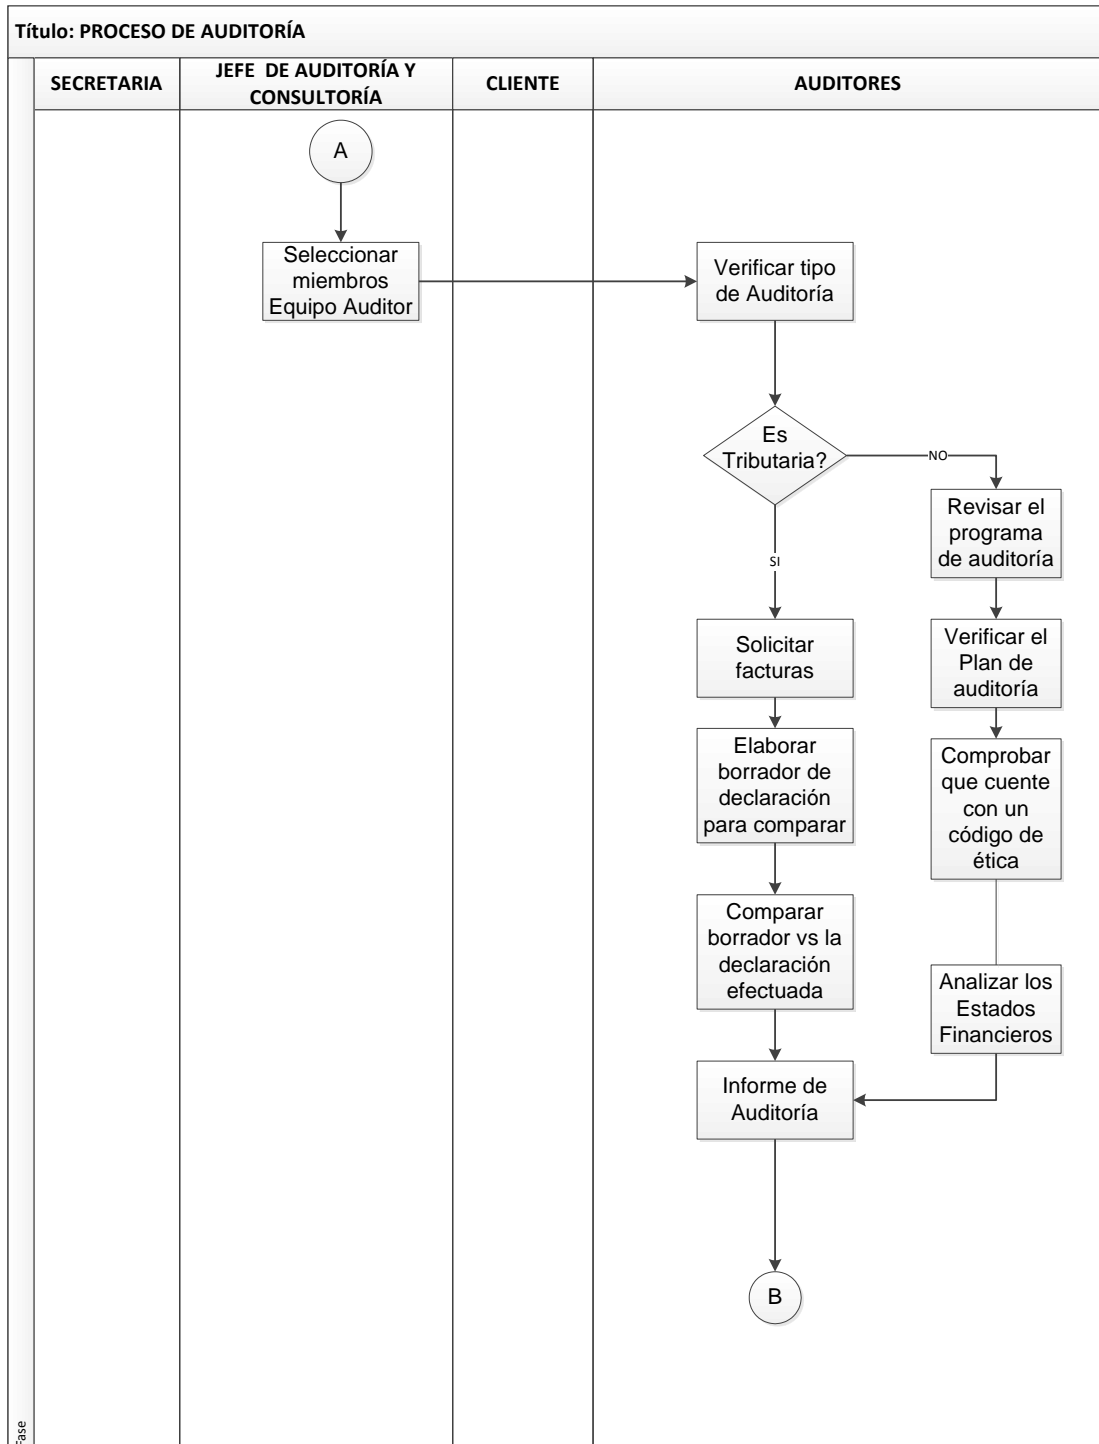 Título: PROCESO DE AUDITORÍA
SECRETARIA
JEFE DE AUDITORÍA Y
CONSULTORÍA
CLIENTE
AUDITORES
A
Seleccionar
miembros
Equipo Auditor
Verificar tipo
de Auditoría
Es
Tributaria?
NO
Revisar el
programa
de auditoría
SI
Solicitar
facturas
Verificar el
Plan de
auditoría
Elaborar
borrador de
declaración
para comparar
Comprobar
que cuente
con un
código de
ética
Comparar
borrador vs la
declaración
efectuada
Analizar los
Estados
Financieros
Informe de
Auditoría
B
Fase